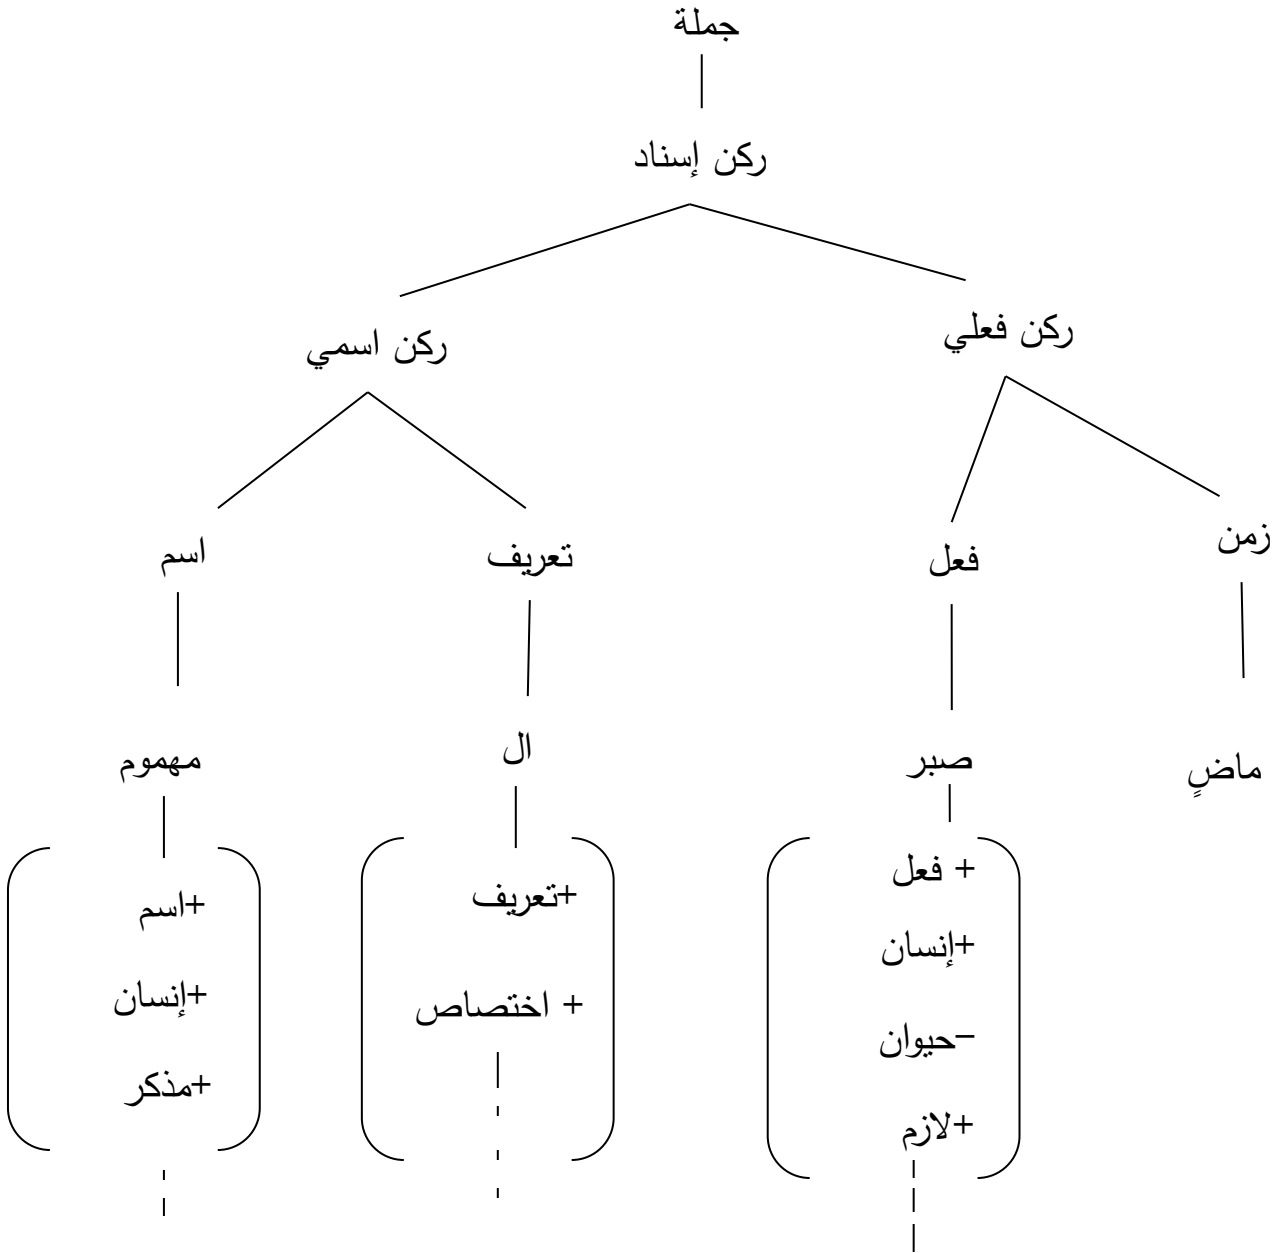 جملة
ركن إسناد
ركن فعلي
ركن اسمي
زمن
فعل
تعريف
اسم
ماضٍ
صبر
ال
مهموم
+ فعل
+إنسان
–حيوان
+لازم
+تعريف
+ اختصاص
+اسم
+إنسان
+مذكر